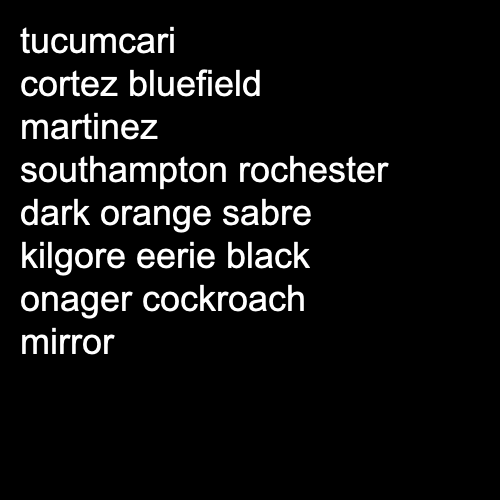 tucumcari
cortez bluefield
martinez
southampton rochester
dark orange sabre
kilgore eerie black
onager cockroach
mirror